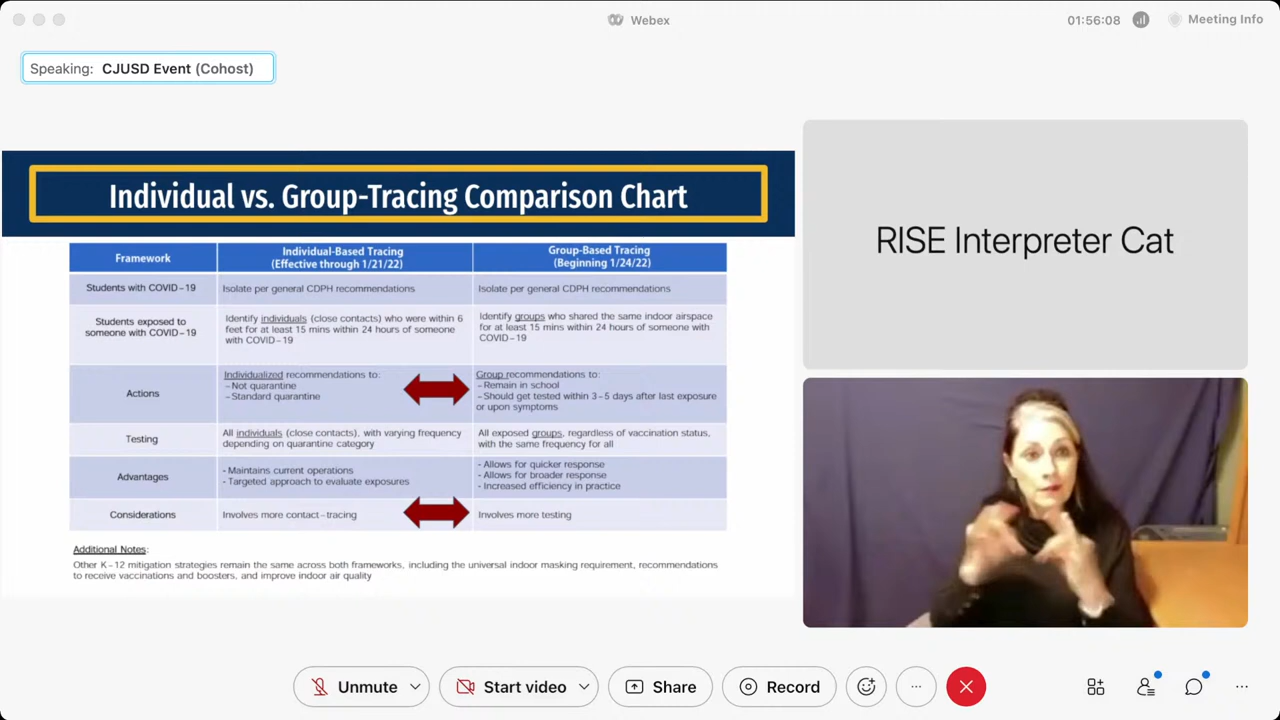 Webex
01:56:08
Meeting Info
Speaking: CJUSD Event (Cohost)
Individual vs. Group-Tracing Comparison Chart
Framework
Individual-Based Tracing
(Effective through 1/21/22)
Group-Based Tracing
(Beginning 1/24/22)
Students with COVID-19
Isolate per general CDPH recommendations
Isolate per general CDPH recommendations
Students exposed to
someone with COVID-19
Identify individuals (close contacts) who were within 6
feet for at least 15 mins within 24 hours of someone
with COVID-19
Identify groups who shared the same indoor airspace
for at least 15 mins within 24 hours of someone with
COVID-19
Actions
Individualized recommendations to:
-Not quarantine
-Standard quarantine
Group recommendations to:
-Remain in school
-Should get tested within 3-5 days after last exposure
or upon symptoms
Testing
All individuals (close contacts), with varying frequency
depending on quarantine category
All exposed groups, regardless of vaccination status,
with the same frequency for all
Advantages
- Maintains current operations
- Targeted approach to evaluate exposures
- Allows for quicker response
- Allows for broader response
- Increased efficiency in practice
Considerations
Involves more contact-tracing
Involves more testing
Additional Notes:
Other K-12 mitigation strategies remain the same across both frameworks, including the universal indoor masking requirement, recommendations
to receive vaccinations and boosters, and improve indoor air quality
RISE Interpreter Cat
Unmute
Start video
Share
Record